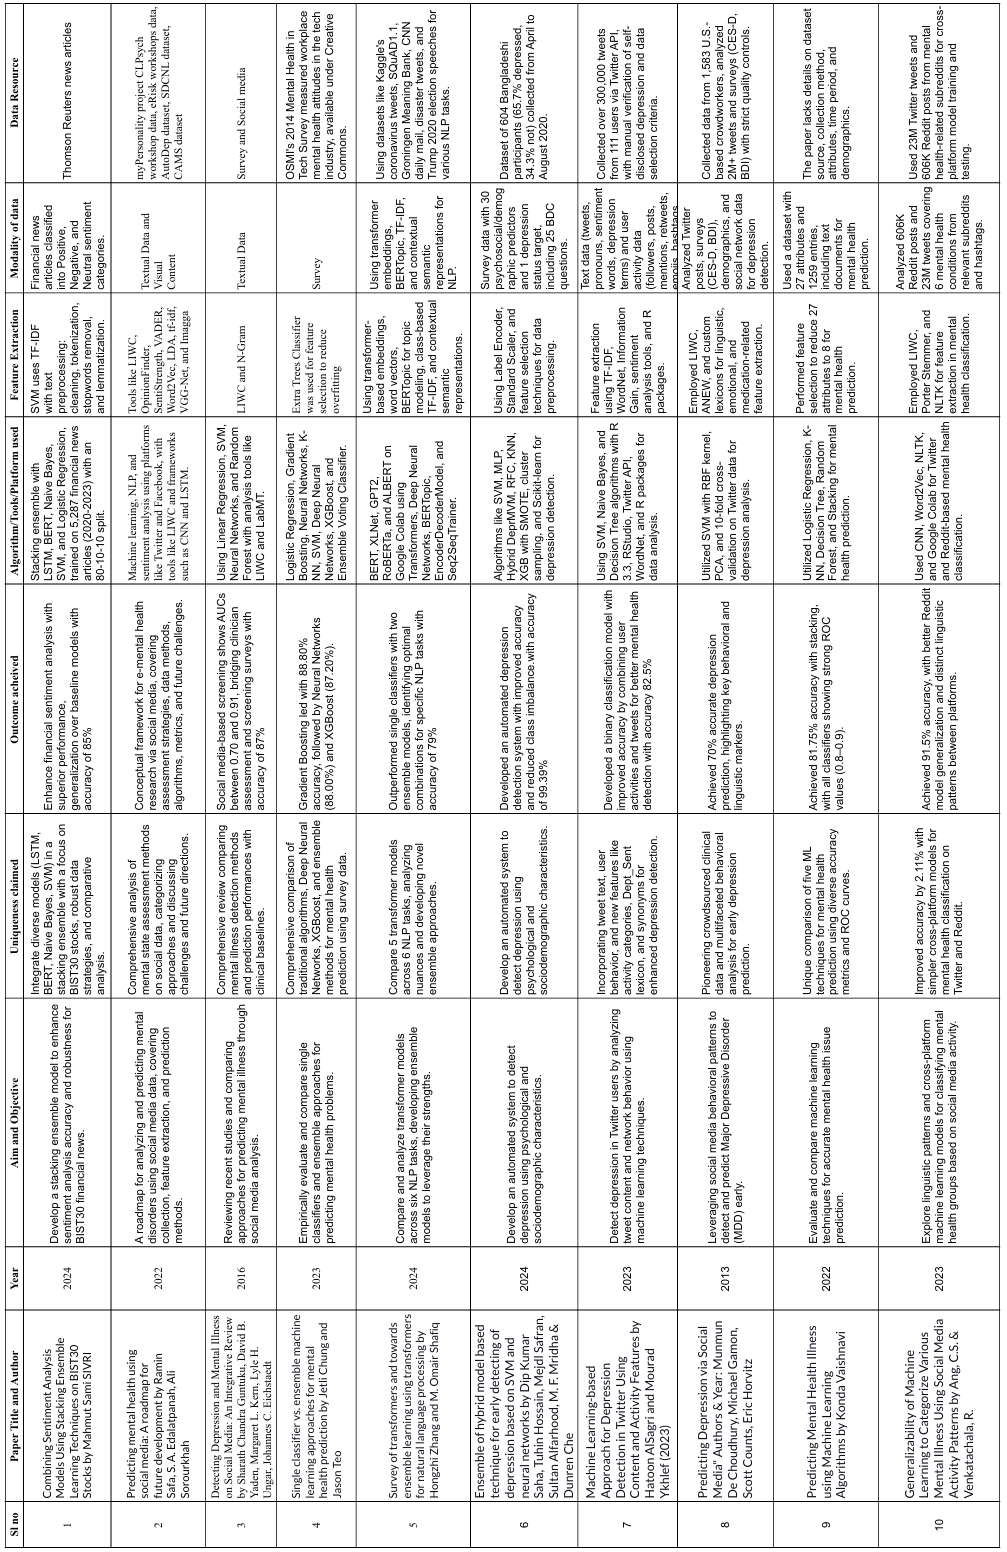 Sl no
Paper Title and Author
Year
Aim and Objective
Uniqueness claimed
Outcome acheived
Algorithm/Tools/Platform used
Feature Extraction
Modality of data
Data Resource
1
Combining Sentiment Analysis
Models Using Stacking Ensemble
Learning Techniques on BIST30
Stocks by Mahmut Sami SIVRI
2024
Develop a stacking ensemble model to enhance
sentiment analysis accuracy and robustness for
BIST30 financial news.
Integrate diverse models (LSTM,
BERT, Naive Bayes, SVM) in a
stacking ensemble with a focus on
BIST30 stocks, robust data
strategies, and comparative
analysis.
Enhance financial sentiment analysis with
superior performance,
generalization over baseline models with
accuracy of 85%
Stacking ensemble with
LSTM, BERT, Naive Bayes,
SVM, and Logistic Regression,
trained on 5,287 financial news
articles (2020-2023) with an
80-10-10 split.
SVM uses TF-IDF
with text
preprocessing:
cleaning, tokenization,
stopwords removal,
and lemmatization.
Financial news
articles classified
into Positive,
Negative, and
Neutral sentiment
categories.
Thomson Reuters news articles
2
Predicting mental health using
social media: A roadmap for
future development by Ramin
Safa, S. A. Edalatpanah, Ali
Sorourkhah
2022
A roadmap for analyzing and predicting mental
disorders using social media data, covering
collection, feature extraction, and prediction
methods.
Comprehensive analysis of
mental state assessment methods
on social data, categorizing
approaches and discussing
challenges and future directions.
Conceptual framework for e-mental health
research via social media, covering
assessment strategies, data methods,
algorithms, metrics, and future challenges.
Machine learning, NLP, and
sentiment analysis using platforms
like Twitter and Facebook, with
tools like LIWC and frameworks
such as CNN and LSTM.
Tools like LIWC,
OpinionFinder,
SentiStrength, VADER,
Word2Vec, LDA, tf-idf,
VGG-Net, and Imagga
Textual Data and
Visual
Content
myPersonality project CLPsych
workshop data, eRisk workshops data,
AutoDep dataset, SDCNL dataset,
CAMS dataset
3
Detecting Depression and Mental Illness
on Social Media: An Integrative Review
by Sharath Chandra Guntuku, David B.
Yaden, Margaret L. Kern, Lyle H.
Ungar, Johannes C. Eichstaedt
2016
Reviewing recent studies and comparing
approaches for predicting mental illness through
social media analysis.
Comprehensive review comparing
mental illness detection methods
and prediction performances with
clinical baselines.
Social media-based screening shows AUCs
between 0.70 and 0.91, bridging clinician
assessment and screening surveys with
accuracy of 87%
Using Linear Regression, SVM,
Neural Networks, and Random
Forest with analysis tools like
LIWC and LabMT.
LIWC and N-Gram
Textual Data
Survey and Social media
4
Single classifier vs. ensemble machine
learning approaches for mental
health prediction by Jetli Chung and
Jason Teo
2023
Empirically evaluate and compare single
classifiers and ensemble approaches for
predicting mental health problems.
Comprehensive comparison of
traditional algorithms, Deep Neural
Networks, XGBoost, and ensemble
methods for mental health
prediction using survey data.
Gradient Boosting led with 88.80%
accuracy, followed by Neural Networks
(88.00%) and XGBoost (87.20%).
Logistic Regression, Gradient
Boosting, Neural Networks, K-
NN, SVM, Deep Neural
Networks, XGBoost, and
Ensemble Voting Classifier.
ExtraTrees Classifier
was used for feature
selection to reduce
overfitting
Survey
OSMI's 2014 Mental Health in
Tech Survey measured workplace
mental health attitudes in the tech
industry, available under Creative
Commons.
5
Survey of transformers and towards
ensemble learning using transformers
for natural language processing by
Hongzhi Zhang and M. Omair Shafiq
2024
Compare and analyze transformer models
across six NLP tasks, developing ensemble
models to leverage their strengths.
Compare 5 transformer models
across 6 NLP tasks, analyzing
nuances and developing novel
ensemble approaches.
Outperformed single classifiers with two
ensemble models, identifying optimal
combinations for specific NLP tasks with
accuracy of 79%
BERT, XLNet, GPT2,
RoBERTa, and ALBERT on
Google Colab using
Transformers, Deep Neural
Networks, BERTopic,
EncoderDecoderModel, and
Seq2SeqTrainer.
Using transformer-
based embeddings,
word vectors,
BERTopic for topic
modeling, class-based
TF-IDF, and contextual
semantic
representations.
Using transformer
embeddings,
BERTopic, TF-IDF,
and contextual
semantic
representations for
NLP.
Using datasets like Kaggle's
coronavirus tweets, SQuAD1.1,
Groningen Meaning Bank, CNN
daily mail, disaster tweets, and
Trump 2020 election speeches for
various NLP tasks.
6
Ensemble of hybrid model based
technique for early detecting of
depression based on SVM and
neural networks by Dip Kumar
Saha, Tuhin Hossain, Mejdl Safran,
Sultan Alfarhood, M. F. Mridha &
Dunren Che
2024
Develop an automated system to detect
depression using psychological and
sociodemographic characteristics.
Develop an automated system to
detect depression using
psychological and
sociodemographic characteristics.
Developed an automated depression
detection system with improved accuracy
and reduced class imbalance.with accuracy
of 99.39%
Algorithms like SVM, MLP,
Hybrid DeprMVM, RFC, KNN,
XGB with SMOTE, cluster
sampling, and Scikit-learn for
depression detection.
Using Label Encoder,
Standard Scaler, and
feature selection
techniques for data
preprocessing.
Survey data with 30
psychosocial/sociodemog
raphic predictors
and 1 depression
status target,
including 25 BDC
questions.
Dataset of 604 Bangladeshi
participants (65.7% depressed,
34.3% not) collected from April to
August 2020.
7
Machine Learning-based
Approach for Depression
Detection in Twitter Using
Content and Activity Features by
Hatoon AlSagri and Mourad
Ykhlef (2023)
2023
Detect depression in Twitter users by analyzing
tweet content and network behavior using
machine learning techniques.
Incorporating tweet text, user
behavior, and new features like
activity categories, Dept_Sent
lexicon, and synonyms for
enhanced depression detection.
Developed a binary classification model with
improved accuracy by combining user
activities and tweets for better mental health
detection with accuracy 82.5%
Using SVM, Naive Bayes, and
Decision Tree algorithms with R
3.3, RStudio, Twitter API,
WordNet, and R packages for
data analysis.
Feature extraction
using TF-IDF,
WordNet, Information
Gain, sentiment
analysis tools, and R
packages.
Text data (tweets,
pronouns, sentiment
words, depression
terms) and user
activity data
(followers, posts,
mentions, retweets,
emojis, hashtags
Collected over 300,000 tweets
from 111 users via Twitter API,
with manual verification of self-
disclosed depression and data
selection criteria.
8
Predicting Depression via Social
Media" Authors & Year: Munmun
De Choudhury, Michael Gamon,
Scott Counts, Eric Horvitz
2013
Leveraging social media behavioral patterns to
detect and predict Major Depressive Disorder
(MDD) early.
Pioneering crowdsourced clinical
data and multifaceted behavioral
analysis for early depression
prediction.
Achieved 70% accurate depression
prediction, highlighting key behavioral and
linguistic markers.
Utilized SVM with RBF kernel,
PCA, and 10-fold cross-
validation on Twitter data for
depression analysis.
Employed LIWC,
ANEW, and custom
lexicons for linguistic,
emotional, and
medication-related
feature extraction.
Analyzed Twitter
posts, surveys
(CES-D, BDI),
demographics, and
social network data
for depression
detection.
Collected data from 1,583 U.S.-
based crowdworkers, analyzed
2M+ tweets and surveys (CES-D,
BDI) with strict quality controls.
9
Predicting Mental Health Illness
using Machine Learning
Algorithms by Konda Vaishnavi
2022
Evaluate and compare machine learning
techniques for accurate mental health issue
prediction.
Unique comparison of five ML
techniques for mental health
prediction using diverse accuracy
metrics and ROC curves.
Achieved 81.75% accuracy with stacking,
with all classifiers showing strong ROC
values (0.8–0.9).
Utilized Logistic Regression, K-
NN, Decision Tree, Random
Forest, and Stacking for mental
health prediction.
Performed feature
selection to reduce 27
attributes to 8 for
mental health
prediction.
Used a dataset with
27 attributes and
1259 entries,
including text
documents for
mental health
prediction.
The paper lacks details on dataset
source, collection method,
attributes, time period, and
demographics.
10
Generalizability of Machine
Learning to Categorize Various
Mental Illness Using Social Media
Activity Patterns by Ang, C.S. &
Venkatachala, R.
2023
Explore linguistic patterns and cross-platform
machine learning models for classifying mental
health groups based on social media activity.
Improved accuracy by 2.11% with
simpler cross-platform models for
mental health classification on
Twitter and Reddit.
Achieved 91.5% accuracy, with better Reddit
model generalization and distinct linguistic
patterns between platforms.
Used CNN, Word2Vec, NLTK,
and Google Colab for Twitter
and Reddit-based mental health
classification.
Employed LIWC,
Porter Stemmer, and
NLTK for feature
extraction in mental
health classification.
Analyzed 606K
Reddit posts and
23M tweets covering
6 mental health
conditions from
relevant subreddits
and hashtags.
Used 23M Twitter tweets and
606K Reddit posts from mental
health-related subreddits for cross-
platform model training and
testing.